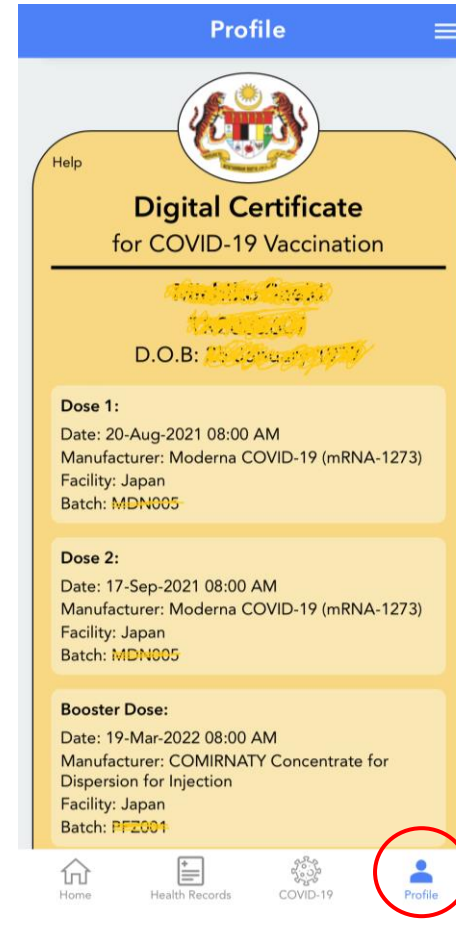 Profile
Help
Digital Certificate
for COVID-19 Vaccination
D.O.B:
Dose 1:
Date: 20-Aug-2021 08:00 AM
Manufacturer: Moderna COVID-19 (mRNA-1273)
Facility: Japan
Batch: MDN005
Dose 2:
Date: 17-Sep-2021 08:00 AM
Manufacturer: Moderna COVID-19 (mRNA-1273)
Facility: Japan
Batch: MDN005
Booster Dose:
Date: 19-Mar-2022 08:00 AM
Manufacturer: COMIRNATY Concentrate for
Dispersion for Injection
Facility: Japan
Batch: PFZ001
Home
Health Records
COVID-19
Profile